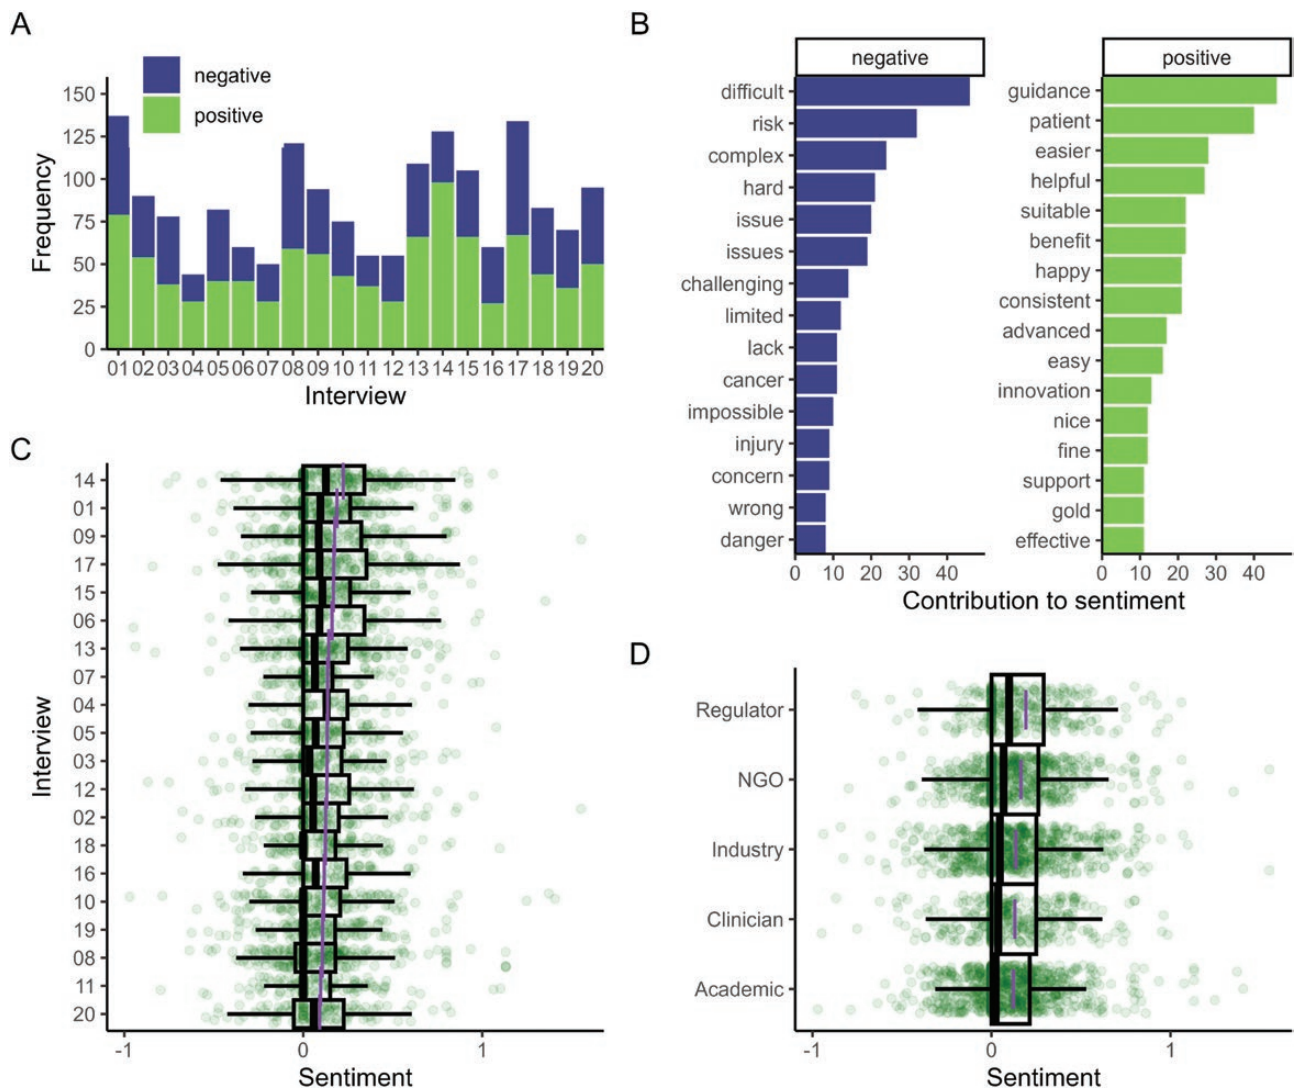 A
negative
positive
150
125
100
75
50
25
0
Frequency
01 02 03 04 05 06 07 08 09 10 11 12 13 14 15 16 17 18 19 20
Interview
B
negative
difficult
risk
complex
hard
issue
issues
challenging
limited
lack
cancer
impossible
injury
concern
wrong
danger
0 10 20 30 40
positive
guidance
patient
easier
helpful
suitable
benefit
happy
consistent
advanced
easy
innovation
nice
fine
support
gold
effective
0 10 20 30 40
Contribution to sentiment
C
14
01
09
17
15
06
13
07
04
05
03
12
02
18
16
10
19
08
11
20
Interview
-1 0 1
Sentiment
D
Regulator
NGO
Industry
Clinician
Academic
-1 0 1
Sentiment